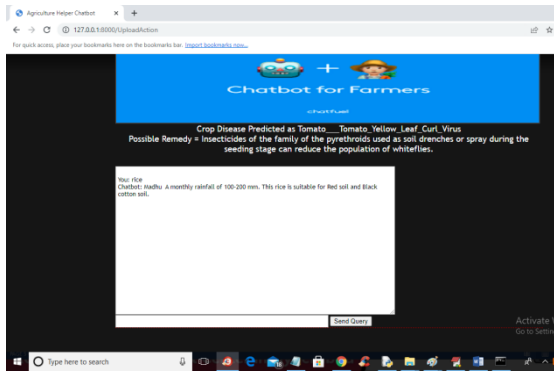 Agriculture Helper Chatbot
127.0.0.1:8000/UploadAction
For quick access, place your bookmarks here on the bookmarks bar. Import bookmarks now...
Chatbot for Farmers
chatfuel
Crop Disease Predicted as Tomato___Tomato_Yellow_Leaf_Curl_Virus
Possible Remedy = Insecticides of the family of the pyrethroids used as soil drenches or spray during the
seeding stage can reduce the population of whiteflies.
You: rice
Chatbot: Madhu A monthly rainfall of 100-200 mm. This rice is suitable for Red soil and Black
cotton soil.
Send Query
Activate
Go to Settin
Type here to search